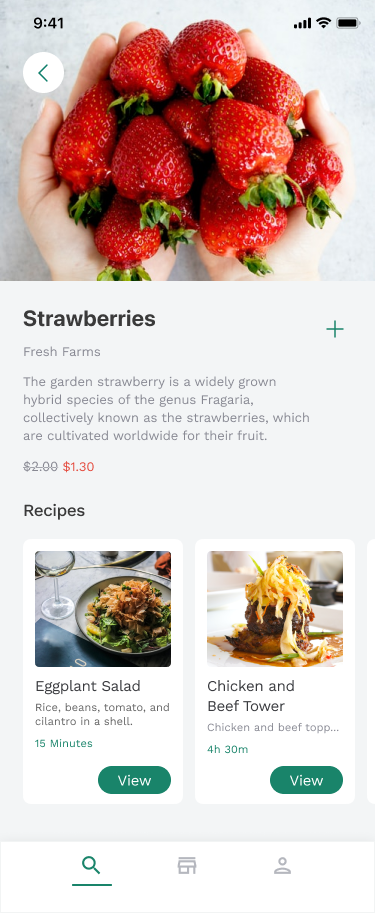 9:41
Strawberries
Fresh Farms
The garden strawberry is a widely grown
hybrid species of the genus Fragaria,
collectively known as the strawberries, which
are cultivated worldwide for their fruit.
$2.00 $1.30
Recipes
Eggplant Salad
Rice, beans, tomato, and
cilantro in a shell.
15 Minutes
View
Chicken and
Beef Tower
Chicken and beef topp...
4h 30m
View